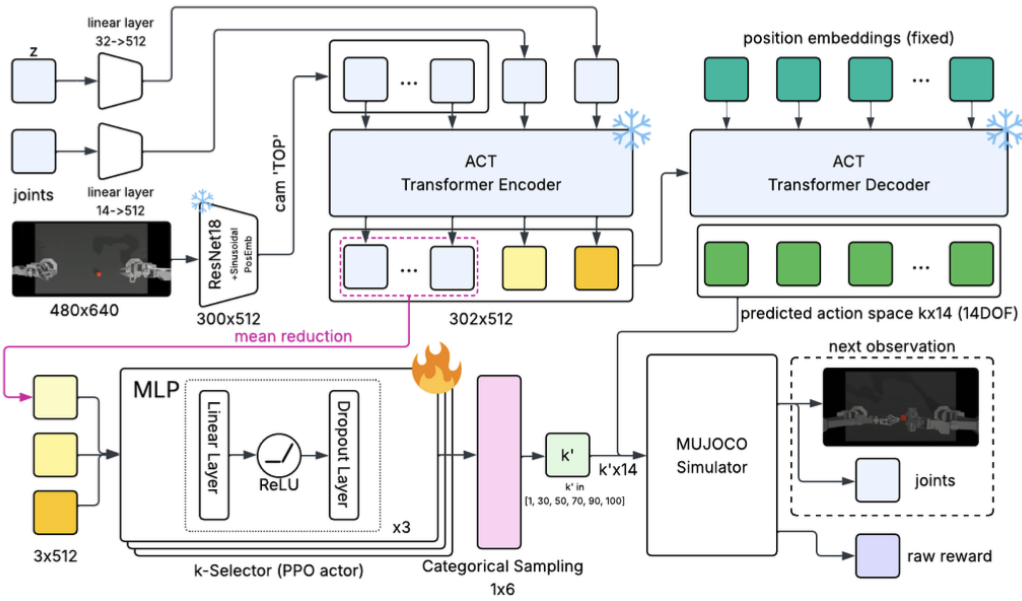 linear layer
32->512
z
joints
linear layer
14->512
480x640
ResNet18
+Sinusoidal
PosEmb
300x512
cam 'TOP'
...
ACT
Transformer Encoder
...
302x512
position embeddings (fixed)
...
ACT
Transformer Decoder
...
predicted action space kx14 (14DOF)
mean reduction
3x512
MLP
Linear Layer
ReLU
Dropout Layer
x3
k-Selector (PPO actor)
Categorical Sampling
1x6
k'
k' in
[1, 30, 50, 70, 90, 100]
k'x14
MUJOCO
Simulator
next observation
joints
raw reward